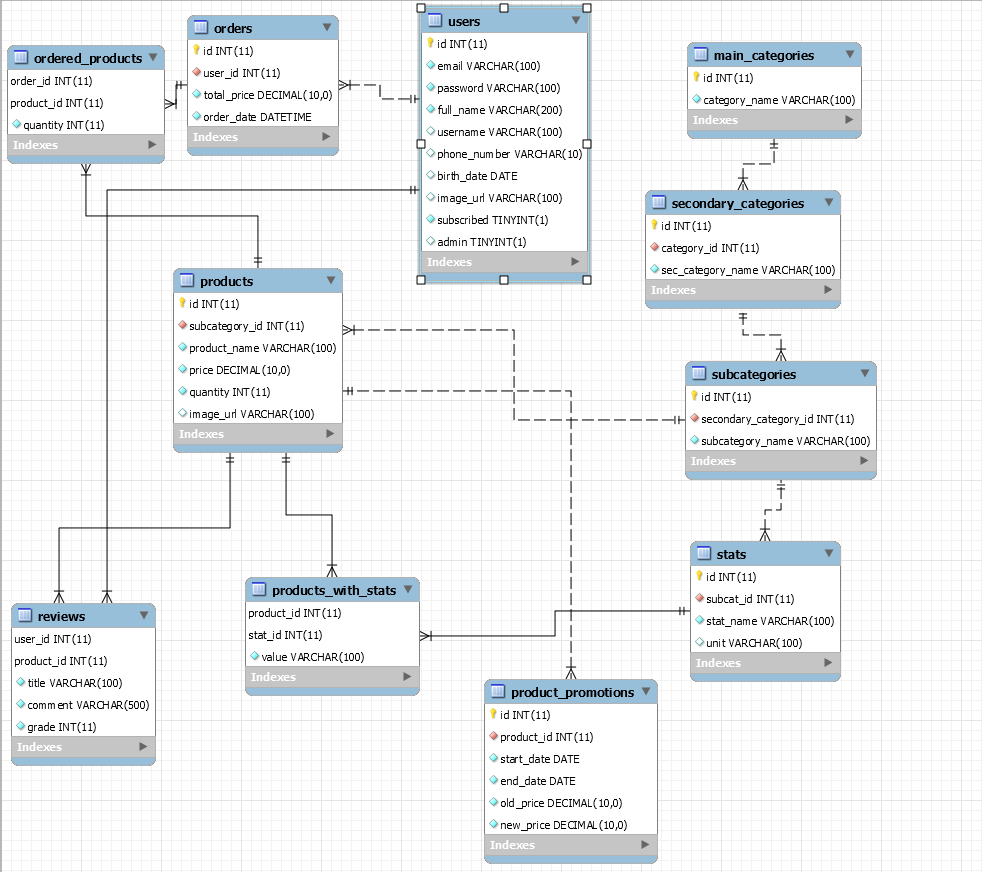 ordered_products
order_id INT(11)
product_id INT(11)
quantity INT(11)
Indexes
orders
id INT(11)
user_id INT(11)
total_price DECIMAL(10,0)
order_date DATETIME
Indexes
users
id INT(11)
email VARCHAR(100)
password VARCHAR(100)
full_name VARCHAR(200)
username VARCHAR(100)
phone_number VARCHAR(10)
birth_date DATE
image_url VARCHAR(100)
subscribed TINYINT(1)
admin TINYINT(1)
Indexes
main_categories
id INT(11)
category_name VARCHAR(100)
Indexes
secondary_categories
id INT(11)
category_id INT(11)
sec_category_name VARCHAR(100)
Indexes
products
id INT(11)
subcategory_id INT(11)
product_name VARCHAR(100)
price DECIMAL(10,0)
quantity INT(11)
image_url VARCHAR(100)
Indexes
subcategories
id INT(11)
secondary_category_id INT(11)
subcategory_name VARCHAR(100)
Indexes
stats
id INT(11)
subcat_id INT(11)
stat_name VARCHAR(100)
unit VARCHAR(100)
Indexes
reviews
user_id INT(11)
product_id INT(11)
title VARCHAR(100)
comment VARCHAR(500)
grade INT(11)
Indexes
products_with_stats
product_id INT(11)
stat_id INT(11)
value VARCHAR(100)
Indexes
product_promotions
id INT(11)
product_id INT(11)
start_date DATE
end_date DATE
old_price DECIMAL(10,0)
new_price DECIMAL(10,0)
Indexes